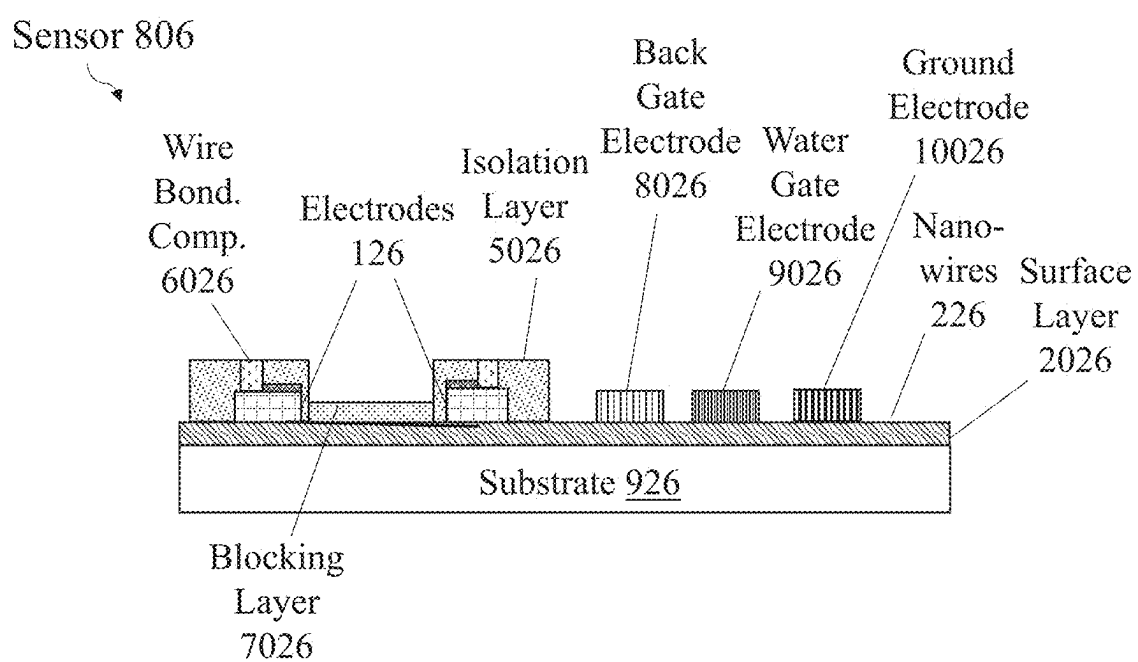 Sensor 806
Wire
Bond.
Comp.
6026
Electrodes
126
Isolation
Layer
5026
Back
Gate
Electrode
8026
Water
Gate
Electrode
9026
Ground
Electrode
10026
Nano-
wires
226
Surface
Layer
2026
Substrate 926
Blocking
Layer
7026